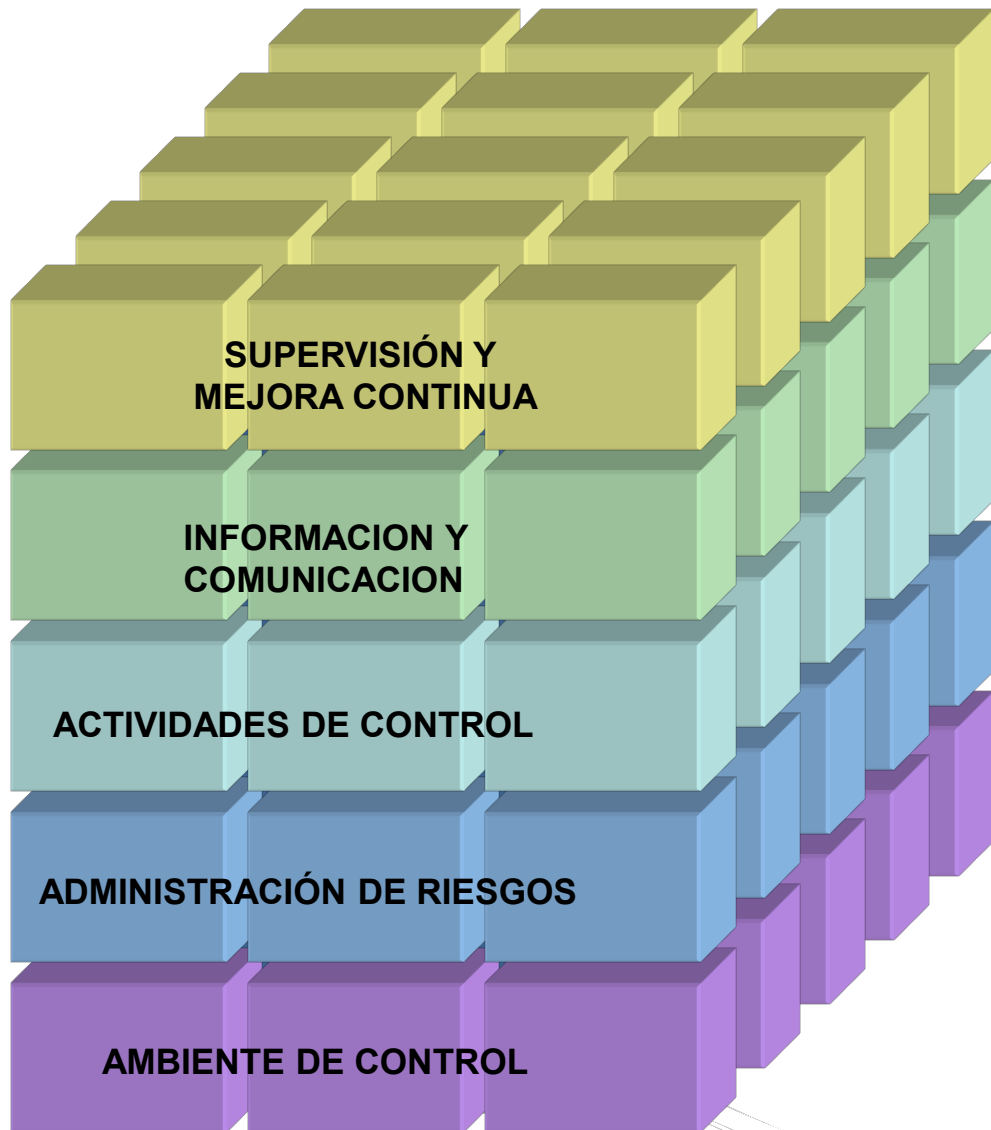 SUPERVISIÓN Y
MEJORA CONTINUA
INFORMACION Y
COMUNICACION
ACTIVIDADES DE CONTROL
ADMINISTRACIÓN DE RIESGOS
AMBIENTE DE CONTROL